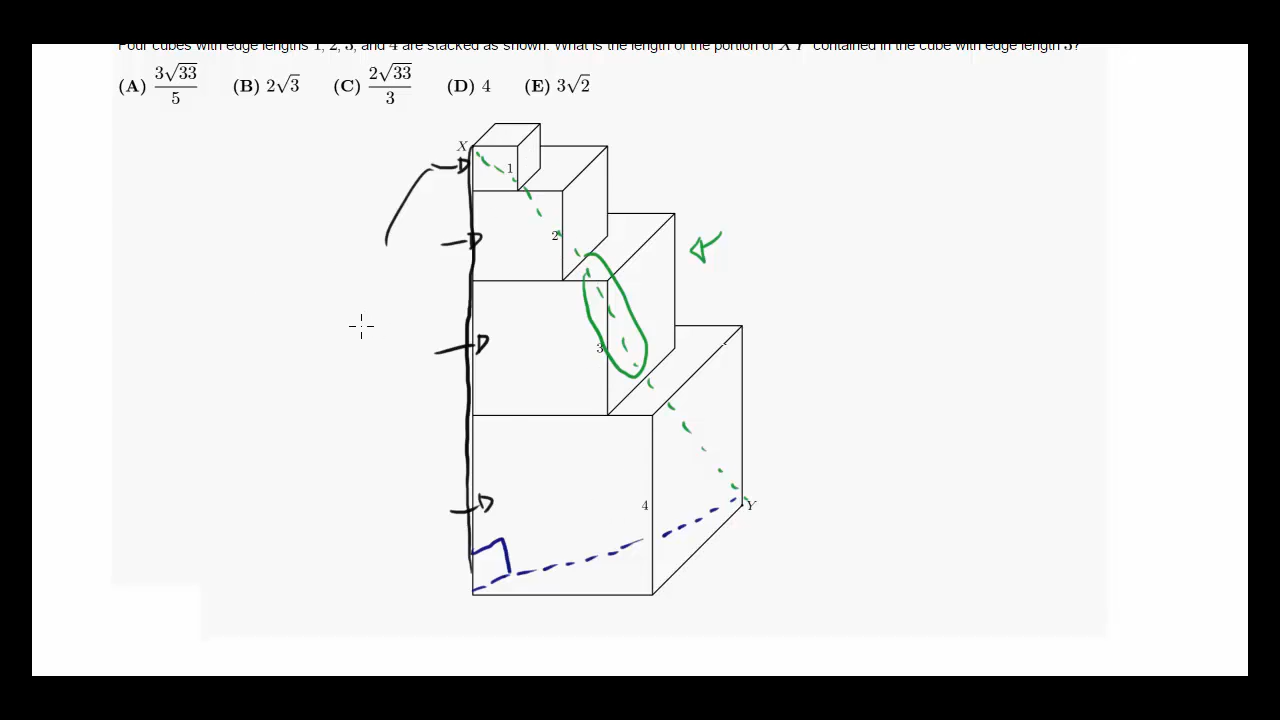 Four cubes with edge lengths 1, 2, 3, and 4 are stacked as shown. What is the length of the portion of XY contained in the cube with edge length 3?
(A) 3√33/5 (B) 2√3 (C) 2√33/3 (D) 4 (E) 3√2
X
1
2
3
4
Y